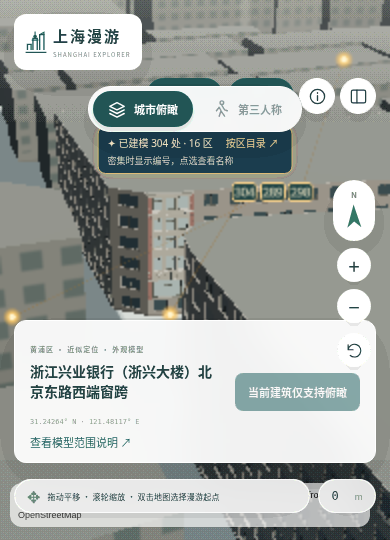 上海漫游
SHANGHAI EXPLORER
城市俯瞰
第三人称
✦ 已建模 304 处 · 16 区 按区目录 ↗
密集时显示编号，点选查看名称
304 289 290
N
+
−
黄浦区 · 近似定位 · 外观模型
浙江兴业银行（浙兴大楼）北
京东路西端窗跨
当前建筑仅支持俯瞰
31.24264° N · 121.48117° E
查看模型范围说明 ↗
拖动平移 · 滚轮缩放 · 双击地图选择漫游起点
0 m
OpenStreetMap